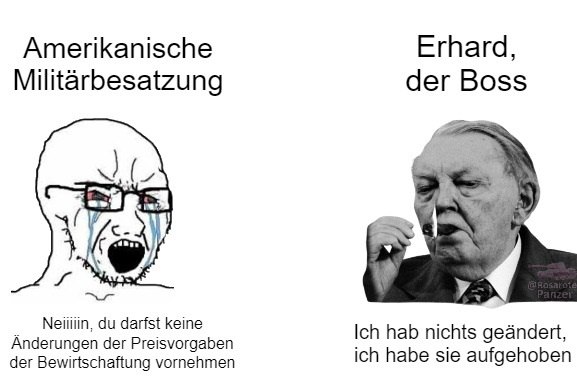 Amerikanische
Militärbesatzung
Erhard,
der Boss
Neiiiiin, du darfst keine
Änderungen der Preisvorgaben
der Bewirtschaftung vornehmen
@Rosaroter
Panzer
Ich hab nichts geändert,
ich habe sie aufgehoben